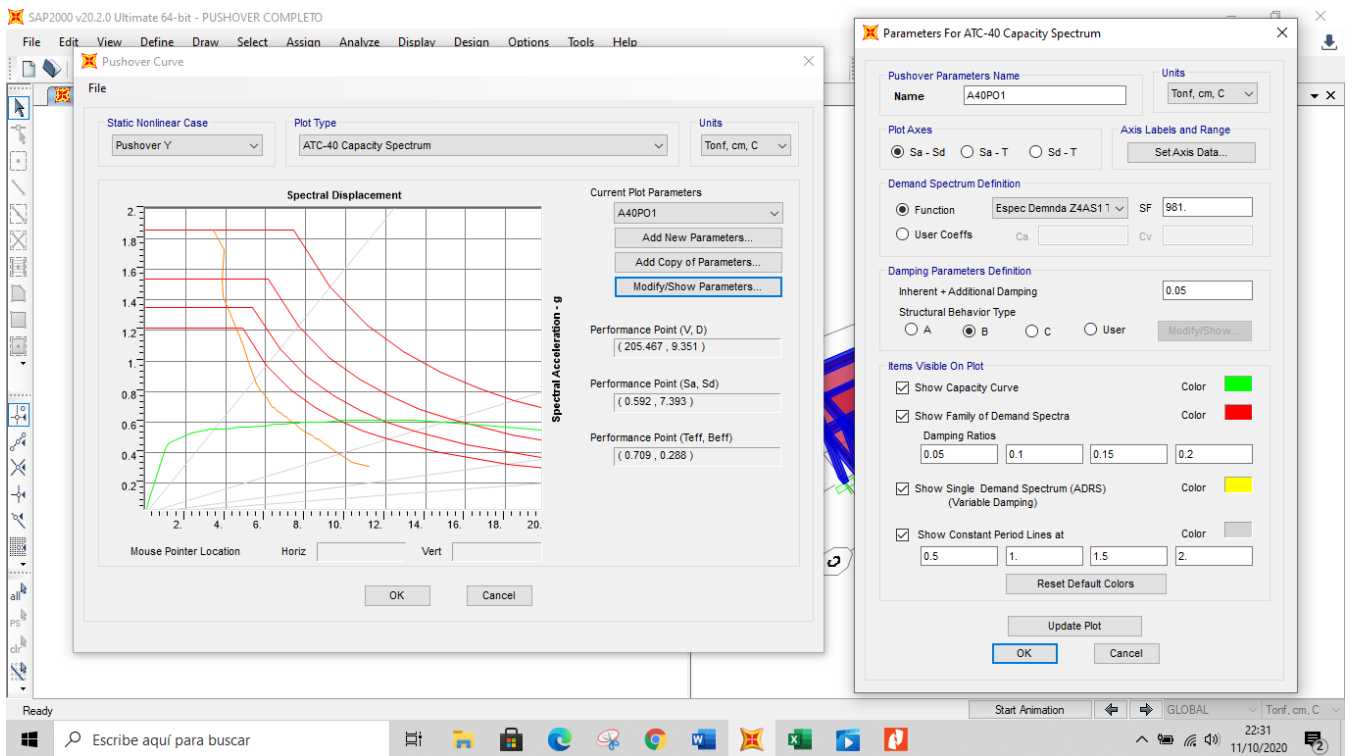 SAP2000 v20.2.0 Ultimate 64-bit - PUSHOVER COMPLETO
File Edit View Define Draw Select Assign Analyze Display Design Options Tools Help
Pushover Curve
File
Static Nonlinear Case
Pushover Y
Plot Type
ATC-40 Capacity Spectrum
Units
Tonf, cm, C
Spectral Displacement
2.
1.8
1.6
1.4
1.2
1.
0.8
0.6
0.4
0.2
2. 4. 6. 8. 10. 12. 14. 16. 18. 20.
Spectral Acceleration - g
Mouse Pointer Location Horiz Vert
Current Plot Parameters
A40PO1
Add New Parameters...
Add Copy of Parameters...
Modify/Show Parameters...
Performance Point (V, D)
( 205.467 , 9.351 )
Performance Point (Sa, Sd)
( 0.592 , 7.393 )
Performance Point (Teff, Beff)
( 0.709 , 0.288 )
OK Cancel
Parameters For ATC-40 Capacity Spectrum
Pushover Parameters Name
Name A40PO1
Units
Tonf, cm, C
Plot Axes
Sa - Sd Sa - T Sd - T
Axis Labels and Range
Set Axis Data...
Demand Spectrum Definition
Function Espec Demnda Z4AS1 T SF 981.
User Coeffs Ca Cv
Damping Parameters Definition
Inherent + Additional Damping 0.05
Structural Behavior Type
A B C User Modify/Show...
Items Visible On Plot
Show Capacity Curve Color
Show Family of Demand Spectra Color
Damping Ratios
0.05 0.1 0.15 0.2
Show Single Demand Spectrum (ADRS) Color
(Variable Damping)
Show Constant Period Lines at Color
0.5 1. 1.5 2.
Reset Default Colors
Update Plot
OK Cancel
all
PS
clr
Ready
Start Animation GLOBAL Tonf, cm, C
Escribe aquí para buscar
22:31
11/10/2020
2